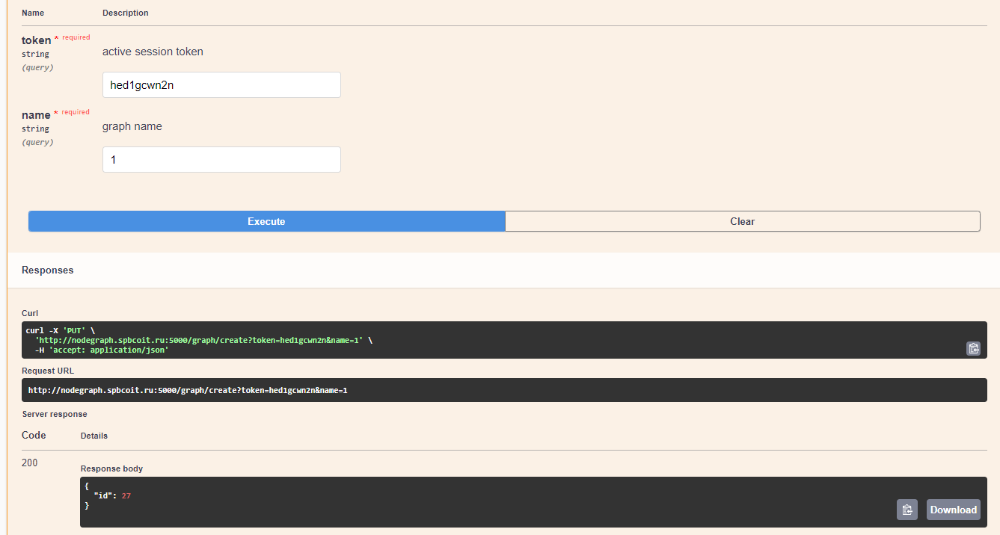 Name Description
token * required
string
(query)
active session token
hed1gcwn2n
name * required
string
(query)
graph name
1
Execute Clear
Responses
Curl
curl -X 'PUT' \
  'http://nodegraph.spbcoit.ru:5000/graph/create?token=hed1gcwn2n&name=1' \
  -H 'accept: application/json'
Request URL
http://nodegraph.spbcoit.ru:5000/graph/create?token=hed1gcwn2n&name=1
Server response
Code Details
200
Response body
{
  "id": 27
}
Download